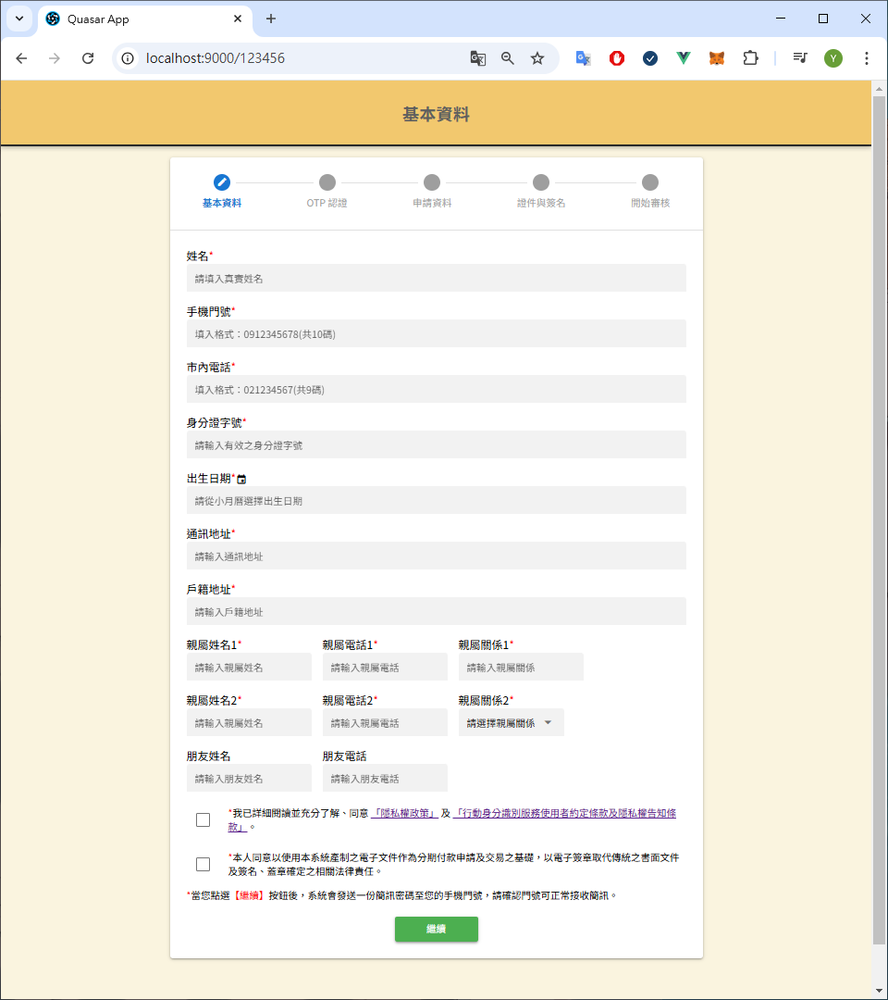 Quasar App
localhost:9000/123456
Y
基本資料
基本資料
OTP 認證
申請資料
證件與簽名
開始審核
姓名*
請填入真實姓名
手機門號*
填入格式：0912345678(共10碼)
市內電話*
填入格式：021234567(共9碼)
身分證字號*
請輸入有效之身分證字號
出生日期*
請從小月曆選擇出生日期
通訊地址*
請輸入通訊地址
戶籍地址*
請輸入戶籍地址
親屬姓名1* 親屬電話1* 親屬關係1*
請輸入親屬姓名 請輸入親屬電話 請輸入親屬關係
親屬姓名2* 親屬電話2* 親屬關係2*
請輸入親屬姓名 請輸入親屬電話 請選擇親屬關係
朋友姓名 朋友電話
請輸入朋友姓名 請輸入朋友電話
*我已詳細閱讀並充分了解、同意「隱私權政策」 及 「行動身分識別服務使用者約定條款及隱私權告知條
款」。
*本人同意以使用本系統產制之電子文件作為分期付款申請及交易之基礎，以電子簽章取代傳統之書面文件
及簽名、蓋章確定之相關法律責任。
*當您點選【繼續】按鈕後，系統會發送一份簡訊密碼至您的手機門號，請確認門號可正常接收簡訊。
繼續